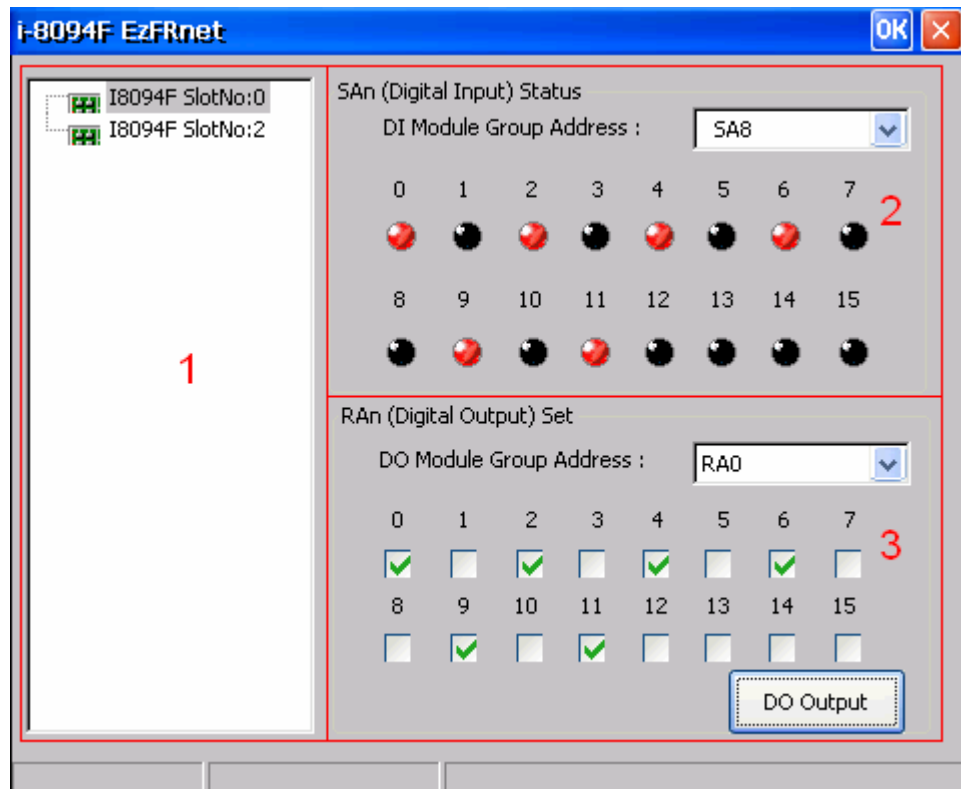 i-8094F EzFRnet OK
I8094F SlotNo:0
I8094F SlotNo:2
1
SAn (Digital Input) Status
DI Module Group Address : SA8
0 1 2 3 4 5 6 7
2
8 9 10 11 12 13 14 15
RAn (Digital Output) Set
DO Module Group Address : RA0
0 1 2 3 4 5 6 7
3
8 9 10 11 12 13 14 15
DO Output